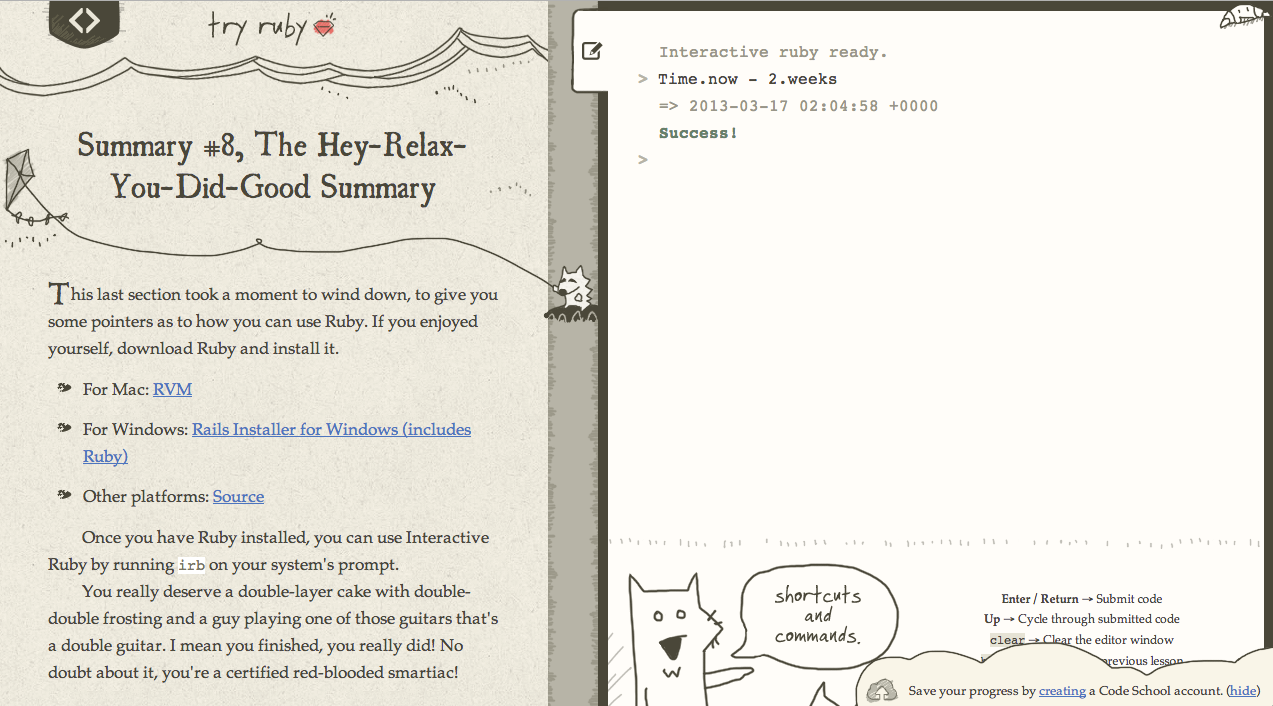 try ruby
Summary #8, The Hey-Relax-
You-Did-Good Summary
This last section took a moment to wind down, to give you
some pointers as to how you can use Ruby. If you enjoyed
yourself, download Ruby and install it.
For Mac: RVM
For Windows: Rails Installer for Windows (includes
Ruby)
Other platforms: Source
Once you have Ruby installed, you can use Interactive
Ruby by running irb on your system's prompt.
You really deserve a double-layer cake with double-
double frosting and a guy playing one of those guitars that's
a double guitar. I mean you finished, you really did! No
doubt about it, you're a certified red-blooded smartiac!
Interactive ruby ready.
> Time.now - 2.weeks
=> 2013-03-17 02:04:58 +0000
Success!
>
shortcuts
and
commands.
Enter / Return → Submit code
Up → Cycle through submitted code
clear → Clear the editor window
previous lesson
Save your progress by creating a Code School account. (hide)